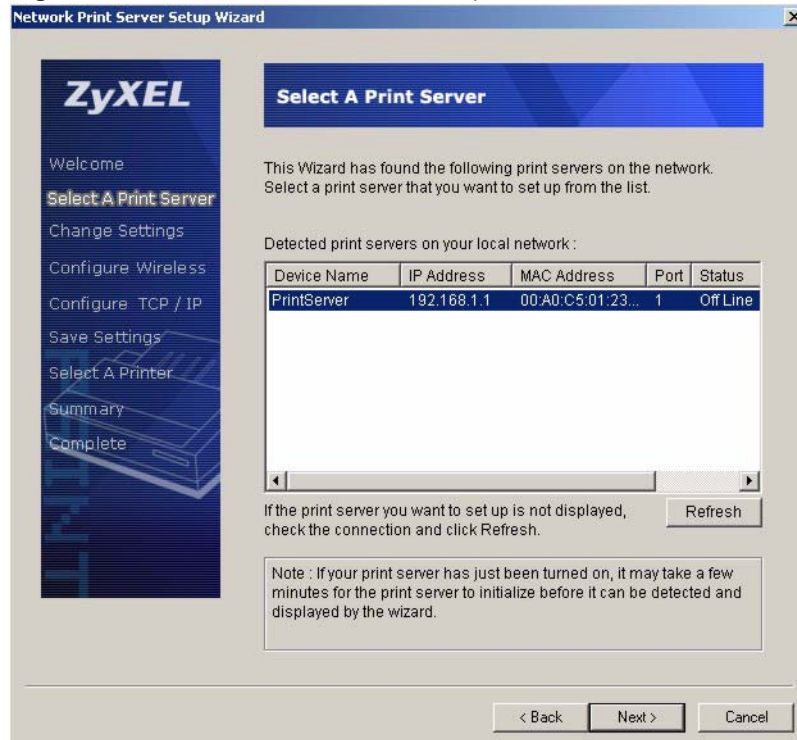 Network Print Server Setup Wizard
ZyXEL
Welcome
Select A Print Server
Change Settings
Configure Wireless
Configure TCP / IP
Save Settings
Select A Printer
Summary
Complete
PRINT
Select A Print Server
This Wizard has found the following print servers on the network.
Select a print server that you want to set up from the list.
Detected print servers on your local network :
Device Name IP Address MAC Address Port Status
PrintServer 192.168.1.1 00:A0:C5:01:23... 1 Off Line
If the print server you want to set up is not displayed,
check the connection and click Refresh.
Refresh
Note : If your print server has just been turned on, it may take a few
minutes for the print server to initialize before it can be detected and
displayed by the wizard.
< Back Next > Cancel